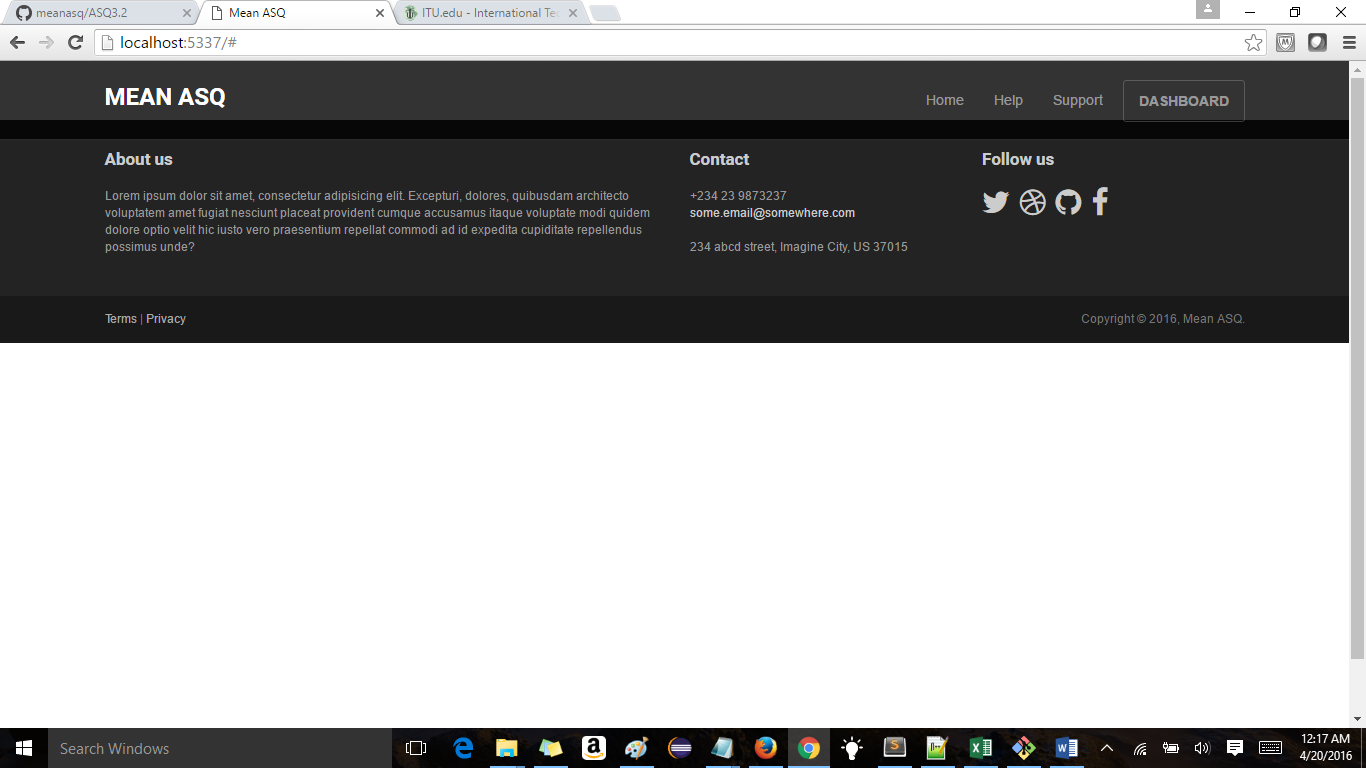 meanasq/ASQ3.2
Mean ASQ
ITU.edu - International Tec
localhost:5337/#
MEAN ASQ
Home
Help
Support
DASHBOARD
About us
Lorem ipsum dolor sit amet, consectetur adipisicing elit. Excepturi, dolores, quibusdam architecto
voluptatem amet fugiat nesciunt placeat provident cumque accusamus itaque voluptate modi quidem
dolore optio velit hic iusto vero praesentium repellat commodi ad id expedita cupiditate repellendus
possimus unde?
Contact
+234 23 9873237
some.email@somewhere.com
234 abcd street, Imagine City, US 37015
Follow us
Terms | Privacy
Copyright © 2016, Mean ASQ.
Search Windows
12:17 AM
4/20/2016